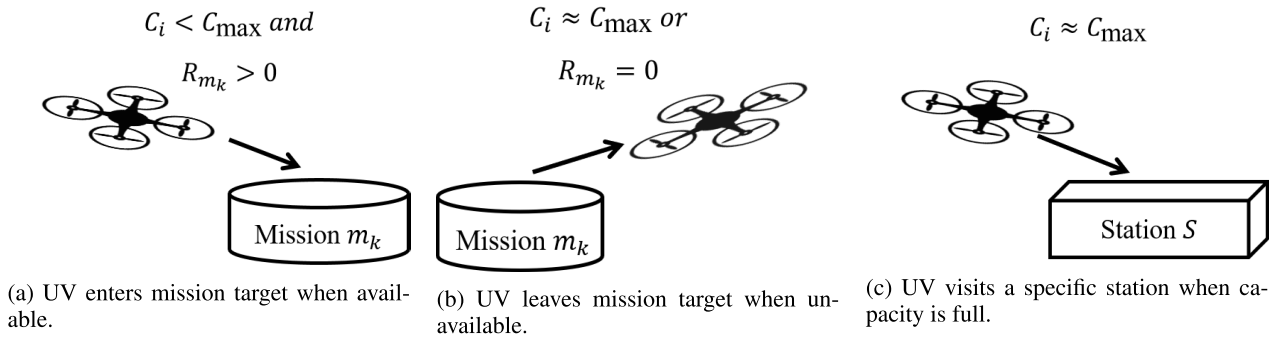 C_i < C_max and
R_{m_k} > 0
Mission m_k
(a) UV enters mission target when avail-
able.
C_i ≈ C_max or
R_{m_k} = 0
Mission m_k
(b) UV leaves mission target when un-
available.
C_i ≈ C_max
Station S
(c) UV visits a specific station when ca-
pacity is full.